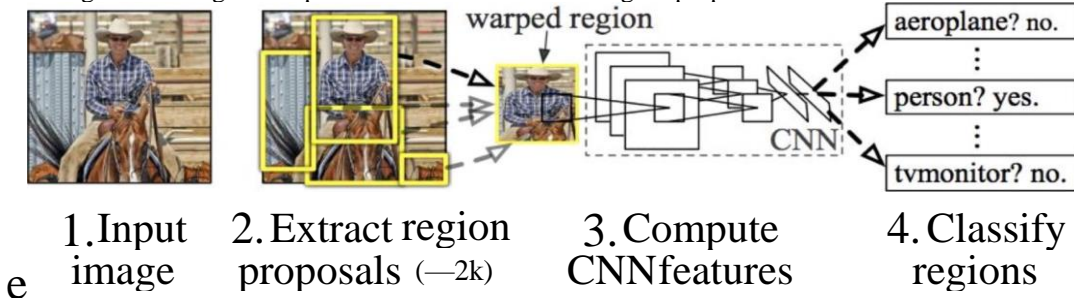 warped region
aeroplane? no.
person? yes.
CNN
tvmonitor? no.
1. Input 2. Extract region 3. Compute 4. Classify
e image proposals (—2k) CNNfeatures regions